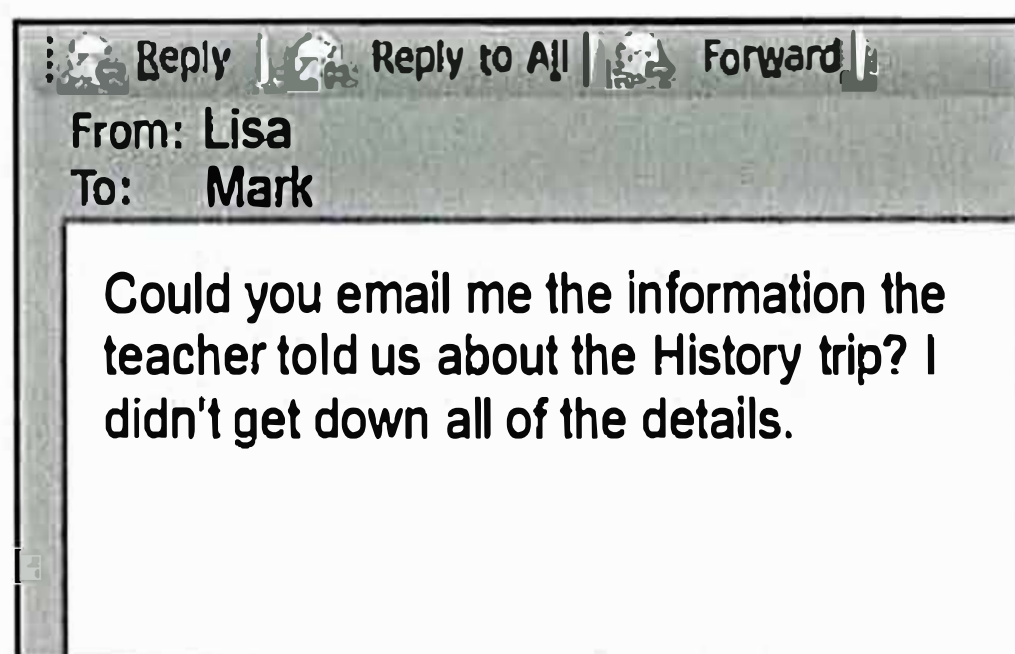 Reply Reply to All Forward
From: Lisa
To: Mark
Could you email me the information the
teacher told us about the History trip? I
didn't get down all of the details.